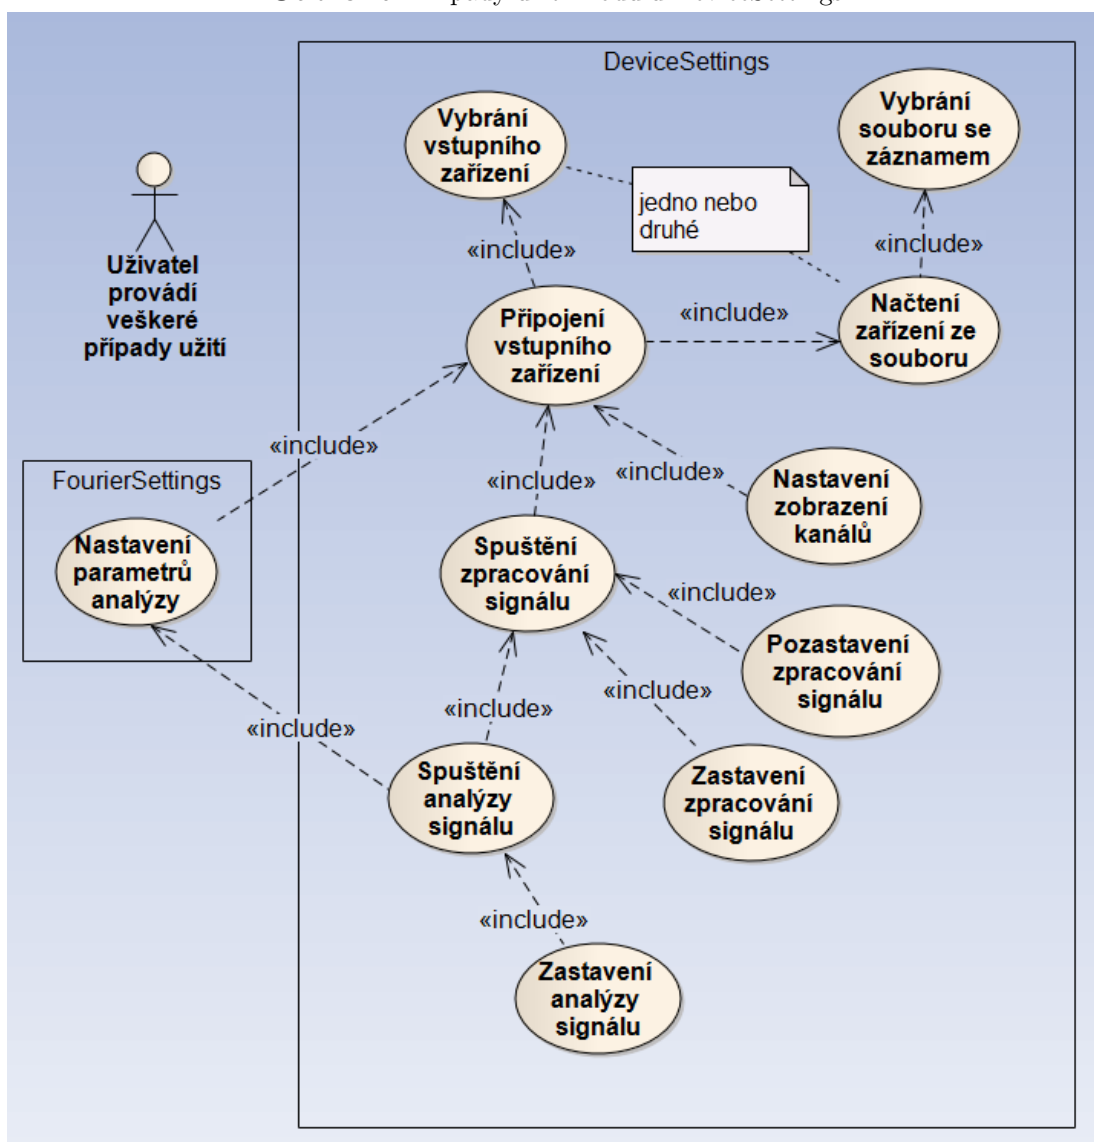 DeviceSettings
Vybrání
vstupního
zařízení
Vybrání
souboru se
záznamem
jedno nebo
druhé
«include»
«include»
Uživatel
provádí
veškeré
případy užití
Připojení
vstupního
zařízení
«include»
Načtení
zařízení ze
souboru
«include»
FourierSettings
Nastavení
parametrů
analýzy
«include»
«include»
Nastavení
zobrazení
kanálů
Spuštění
zpracování
signálu
«include»
Pozastavení
zpracování
signálu
«include»
«include»
«include»
Spuštění
analýzy
signálu
Zastavení
zpracování
signálu
«include»
Zastavení
analýzy
signálu